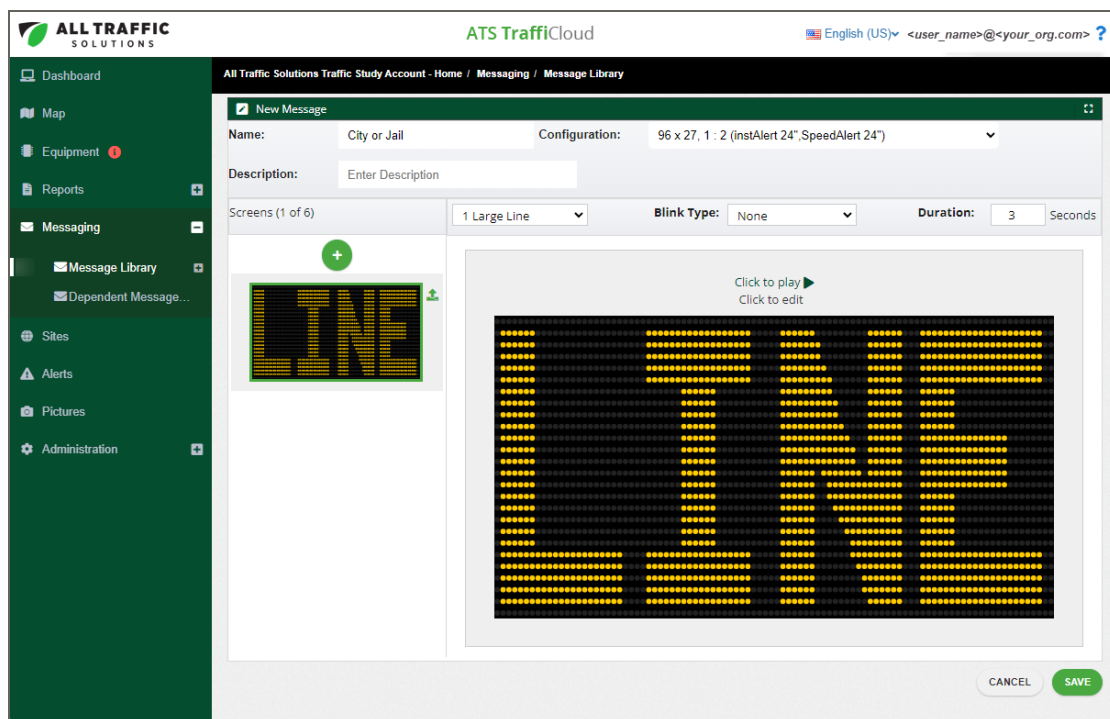 ALL TRAFFIC
SOLUTIONS
ATS TraffiCloud
English (US) <user_name>@<your_org.com> ?
Dashboard
Map
Equipment
Reports
Messaging
Message Library
Dependent Message...
Sites
Alerts
Pictures
Administration
All Traffic Solutions Traffic Study Account - Home / Messaging / Message Library
New Message
Name: City or Jail Configuration: 96 x 27, 1 : 2 (instAlert 24",SpeedAlert 24")
Description: Enter Description
Screens (1 of 6) 1 Large Line Blink Type: None Duration: 3 Seconds
+
LINE
Click to play
Click to edit
LINE
CANCEL SAVE